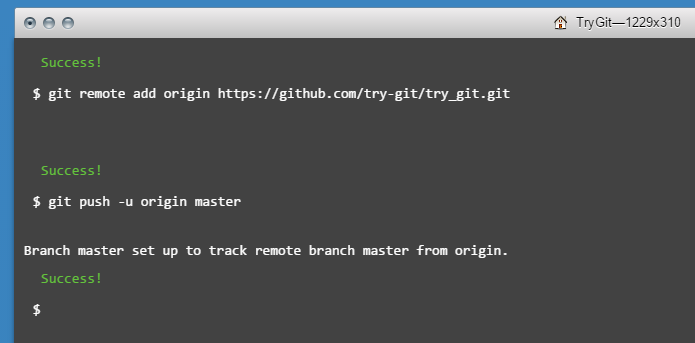 TryGit—1229x310
Success!
$ git remote add origin https://github.com/try-git/try_git.git
Success!
$ git push -u origin master
Branch master set up to track remote branch master from origin.
Success!
$